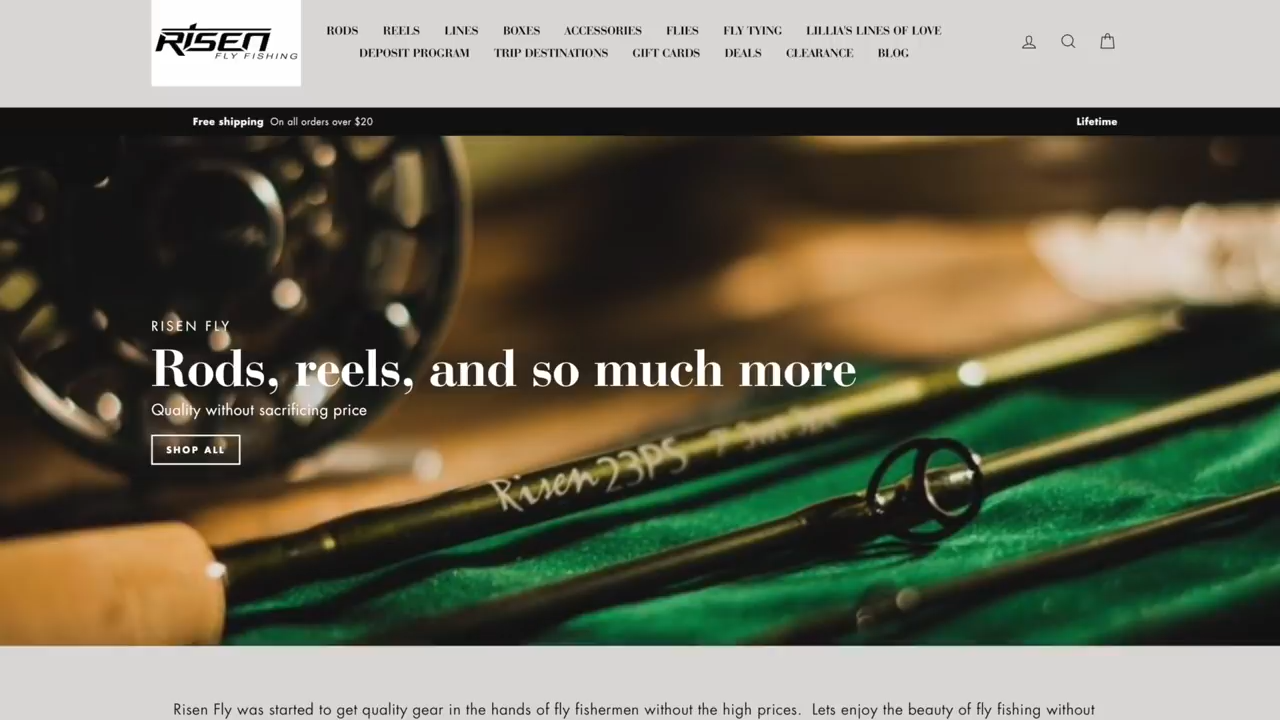 RISEN
FLY FISHING
RODS REELS LINES BOXES ACCESSORIES FLIES FLY TYING LILLIA'S LINES OF LOVE
DEPOSIT PROGRAM TRIP DESTINATIONS GIFT CARDS DEALS CLEARANCE BLOG
Free shipping On all orders over $20
Lifetime
RISEN FLY
Rods, reels, and so much more
Quality without sacrificing price
SHOP ALL
Risen 23PS
Risen Fly was started to get quality gear in the hands of fly fishermen without the high prices. Lets enjoy the beauty of fly fishing without